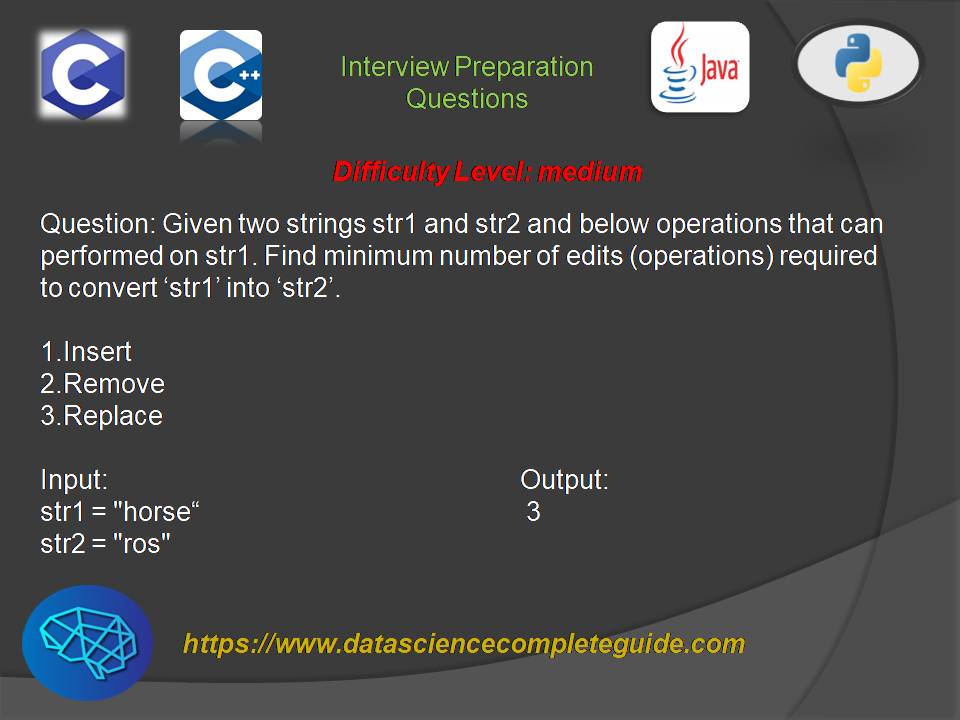 C
C++
Interview Preparation
Questions
Java
Difficulty Level: medium
Question: Given two strings str1 and str2 and below operations that can
performed on str1. Find minimum number of edits (operations) required
to convert ‘str1’ into ‘str2’.
1.Insert
2.Remove
3.Replace
Input:
Output:
str1 = "horse“
3
str2 = "ros"
https://www.datasciencecompleteguide.com